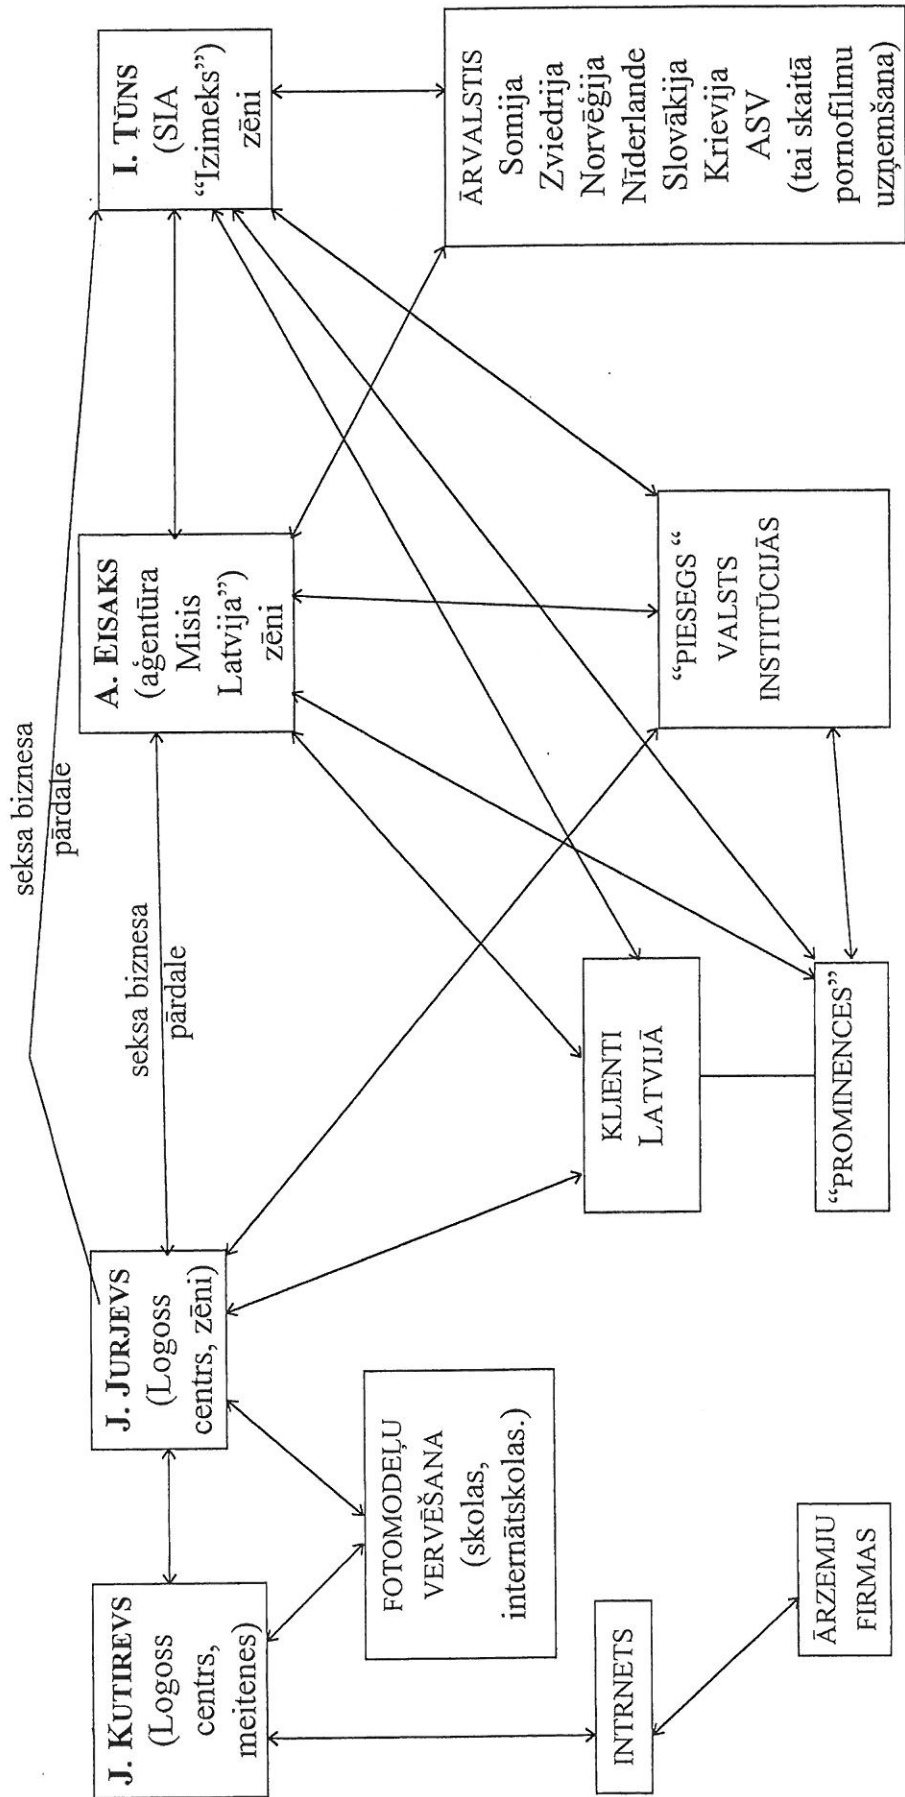 J. KUTIREVS
(Logoss
centrs,
meitenes)
J. JURJEVS
(Logoss
centrs, zēni)
seksa biznesa
pārdale
seksa biznesa
pārdale
A. EISAKS
(aģentūra
Misis
Latvija”)
zēni
I. TŪNS
(SIA
“Izimeks”)
zēni
FOTOMODEĻU
VERVĒŠANA
(skolas,
internātskolas.)
KLIENTI
LATVIJĀ
“PIESEGS“
VALSTS
INSTITŪCIJĀS
ĀRVALSTIS
Somija
Zviedrija
Norvēģija
Nīderlande
Slovākija
Krievija
ASV
(tai skaitā
pornofilmu
uzņemšana)
INTRNETS
“PROMINENCES”
ĀRZEMJU
FIRMAS